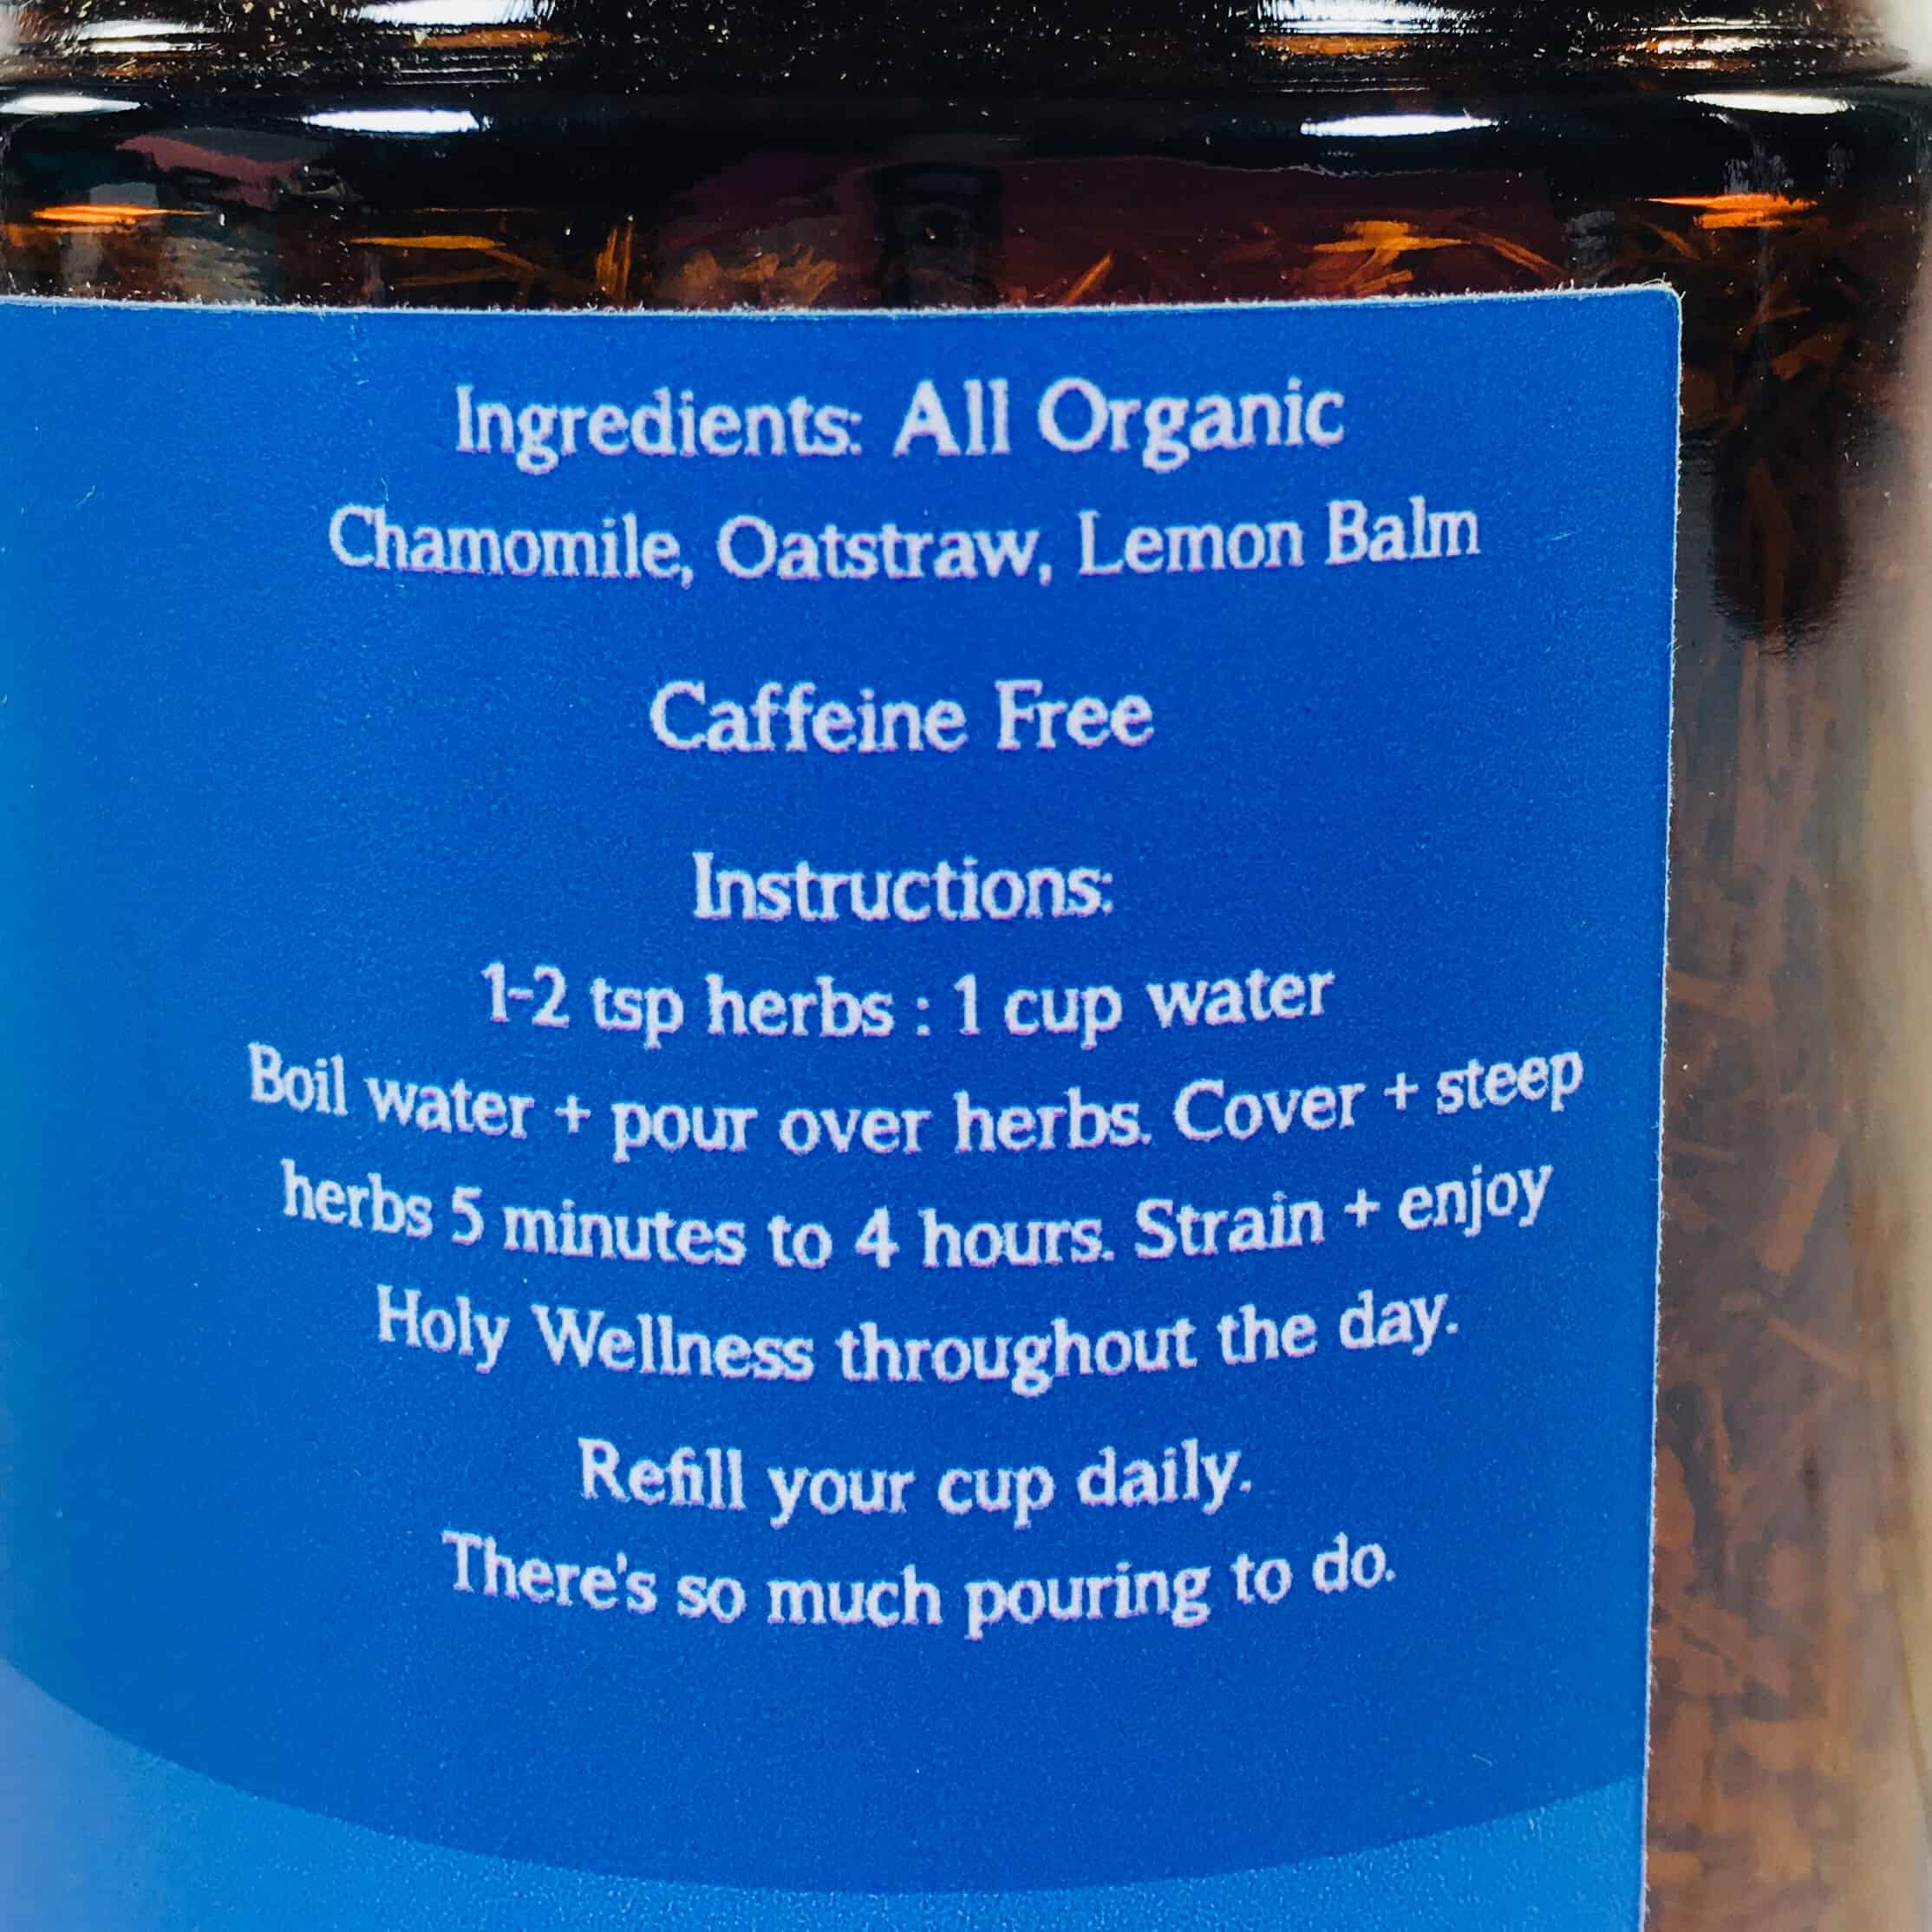 Ingredients: All Organic
Chamomile, Oatstraw, Lemon Balm
Caffeine Free
Instructions:
1-2 tsp herbs : 1 cup water
Boil water + pour over herbs. Cover + steep
herbs 5 minutes to 4 hours. Strain + enjoy
Holy Wellness throughout the day.
Refill your cup daily.
There's so much pouring to do.